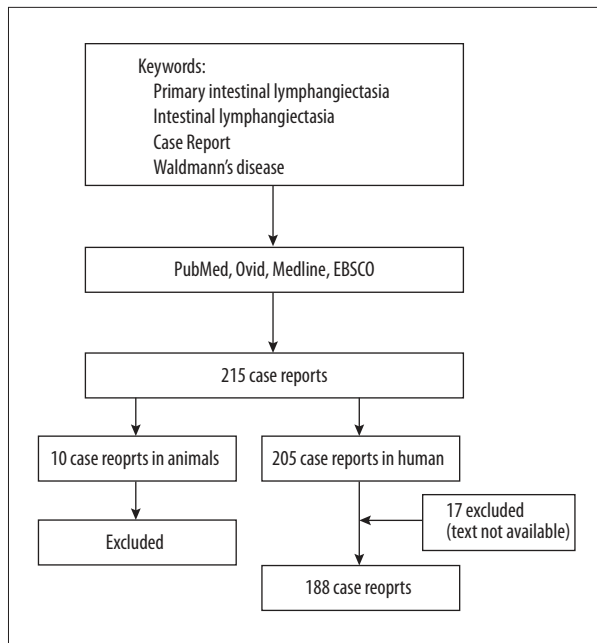 Keywords:
Primary intestinal lymphangiectasia
Intestinal lymphangiectasia
Case Report
Waldmann's disease
PubMed, Ovid, Medline, EBSCO
215 case reports
10 case reoprts in animals
205 case reports in human
Excluded
17 excluded
(text not available)
188 case reoprts